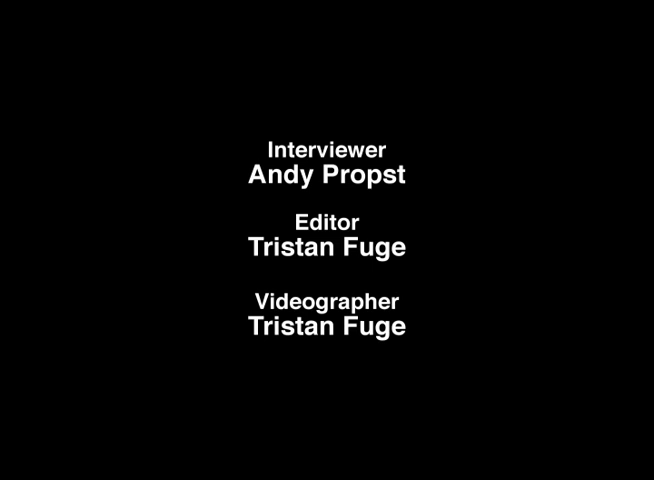 Interviewer
Andy Propst
Editor
Tristan Fuge
Videographer
Tristan Fuge